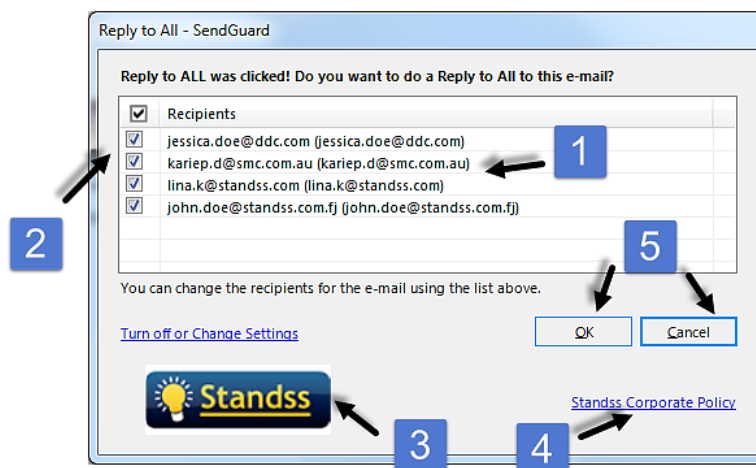 Reply to All - SendGuard
Reply to ALL was clicked! Do you want to do a Reply to All to this e-mail?
Recipients
jessica.doe@ddc.com (jessica.doe@ddc.com)
kariep.d@smc.com.au (kariep.d@smc.com.au)
lina.k@standss.com (lina.k@standss.com)
john.doe@standss.com.fj (john.doe@standss.com.fj)
1
2
5
You can change the recipients for the e-mail using the list above.
Turn off or Change Settings
OK
Cancel
Standss
Standss Corporate Policy
3
4